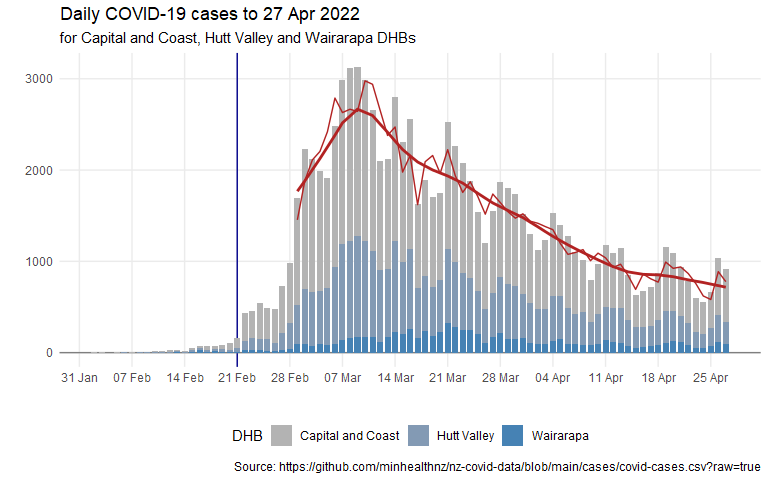 Daily COVID-19 cases to 27 Apr 2022
for Capital and Coast, Hutt Valley and Wairarapa DHBs
3000
2000
1000
0
31 Jan 07 Feb 14 Feb 21 Feb 28 Feb 07 Mar 14 Mar 21 Mar 28 Mar 04 Apr 11 Apr 18 Apr 25 Apr
DHB Capital and Coast Hutt Valley Wairarapa
Source: https://github.com/minhealthnz/nz-covid-data/blob/main/cases/covid-cases.csv?raw=true